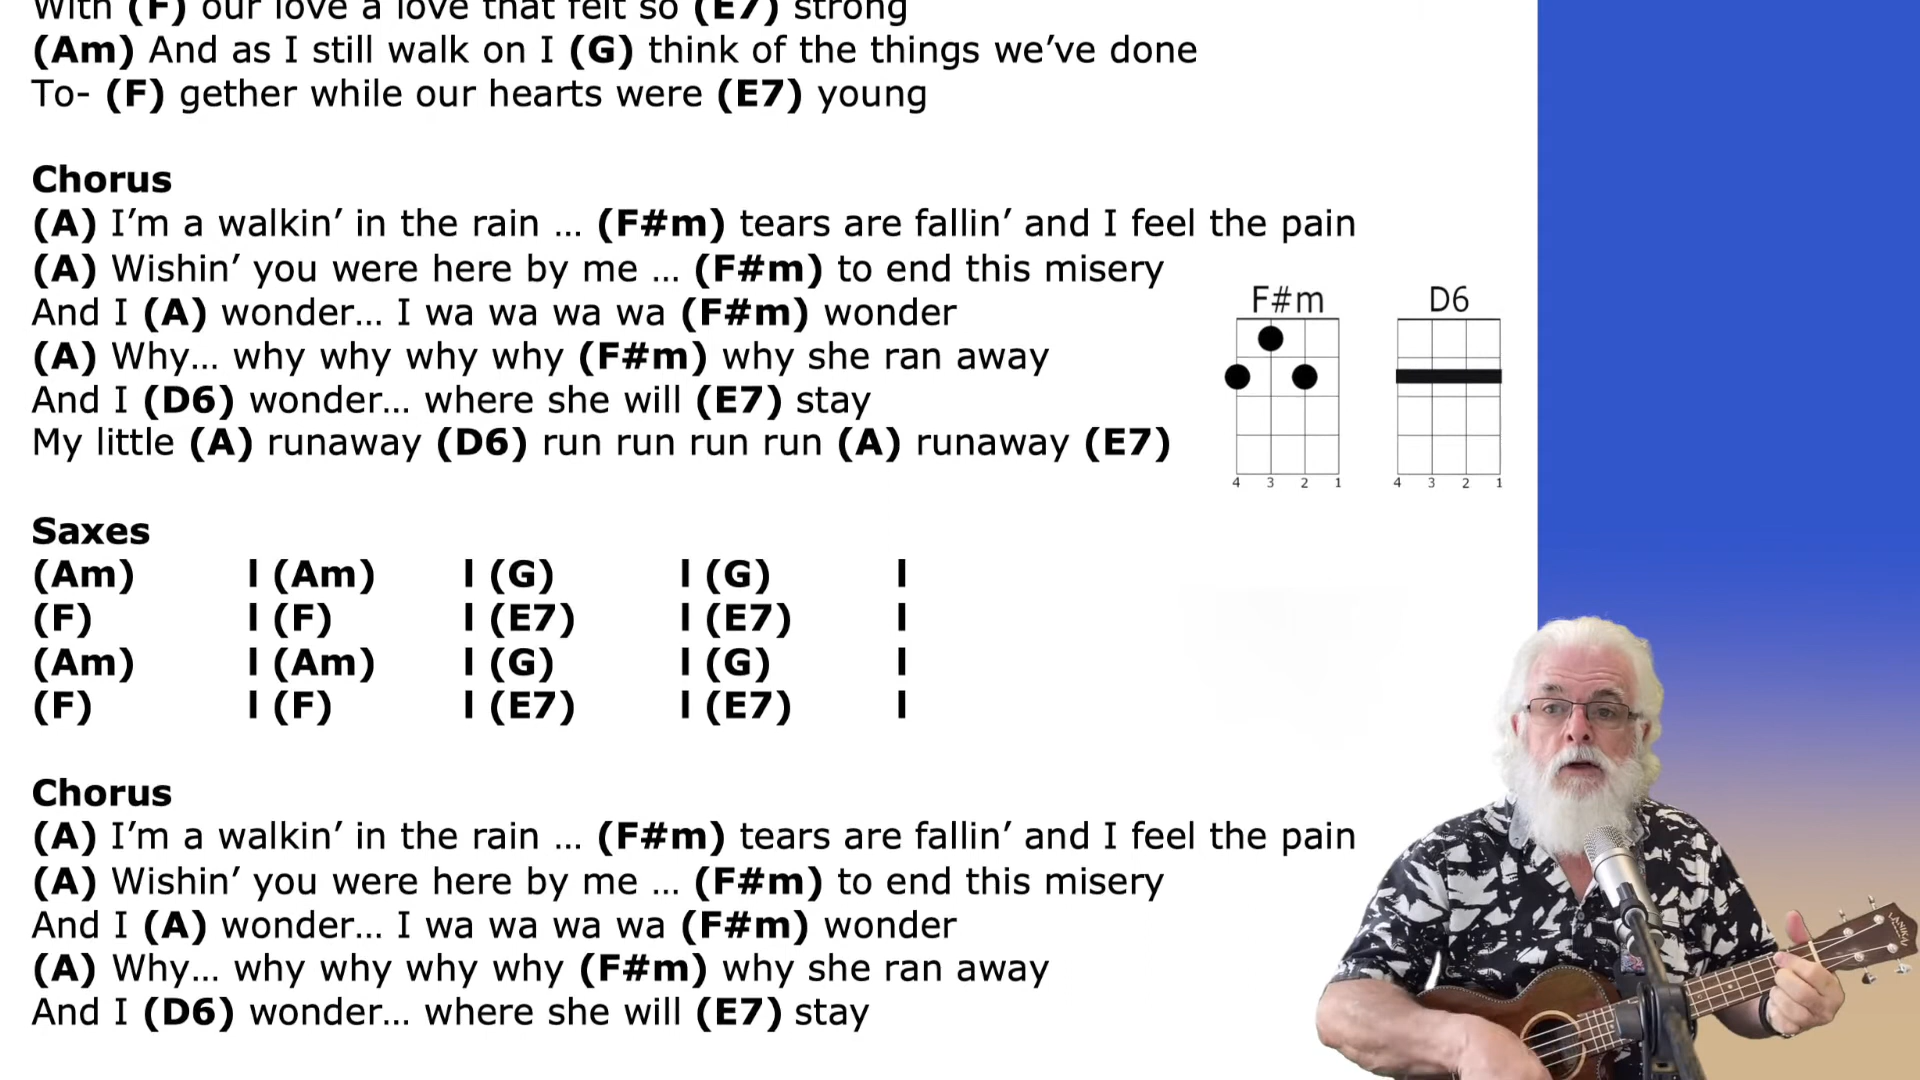 With (F) our love a love that felt so (E7) strong
(Am) And as I still walk on I (G) think of the things we’ve done
To- (F) gether while our hearts were (E7) young
Chorus
(A) I’m a walkin’ in the rain ... (F#m) tears are fallin’ and I feel the pain
(A) Wishin’ you were here by me ... (F#m) to end this misery
And I (A) wonder... I wa wa wa wa (F#m) wonder
(A) Why... why why why why (F#m) why she ran away
And I (D6) wonder... where she will (E7) stay
My little (A) runaway (D6) run run run run (A) runaway (E7)
F#m D6
4 3 2 1 4 3 2 1
Saxes
(Am) l (Am) l (G) l (G) l
(F) l (F) l (E7) l (E7) l
(Am) l (Am) l (G) l (G) l
(F) l (F) l (E7) l (E7) l
Chorus
(A) I’m a walkin’ in the rain ... (F#m) tears are fallin’ and I feel the pain
(A) Wishin’ you were here by me ... (F#m) to end this misery
And I (A) wonder... I wa wa wa wa (F#m) wonder
(A) Why... why why why why (F#m) why she ran away
And I (D6) wonder... where she will (E7) stay
LANIKAI